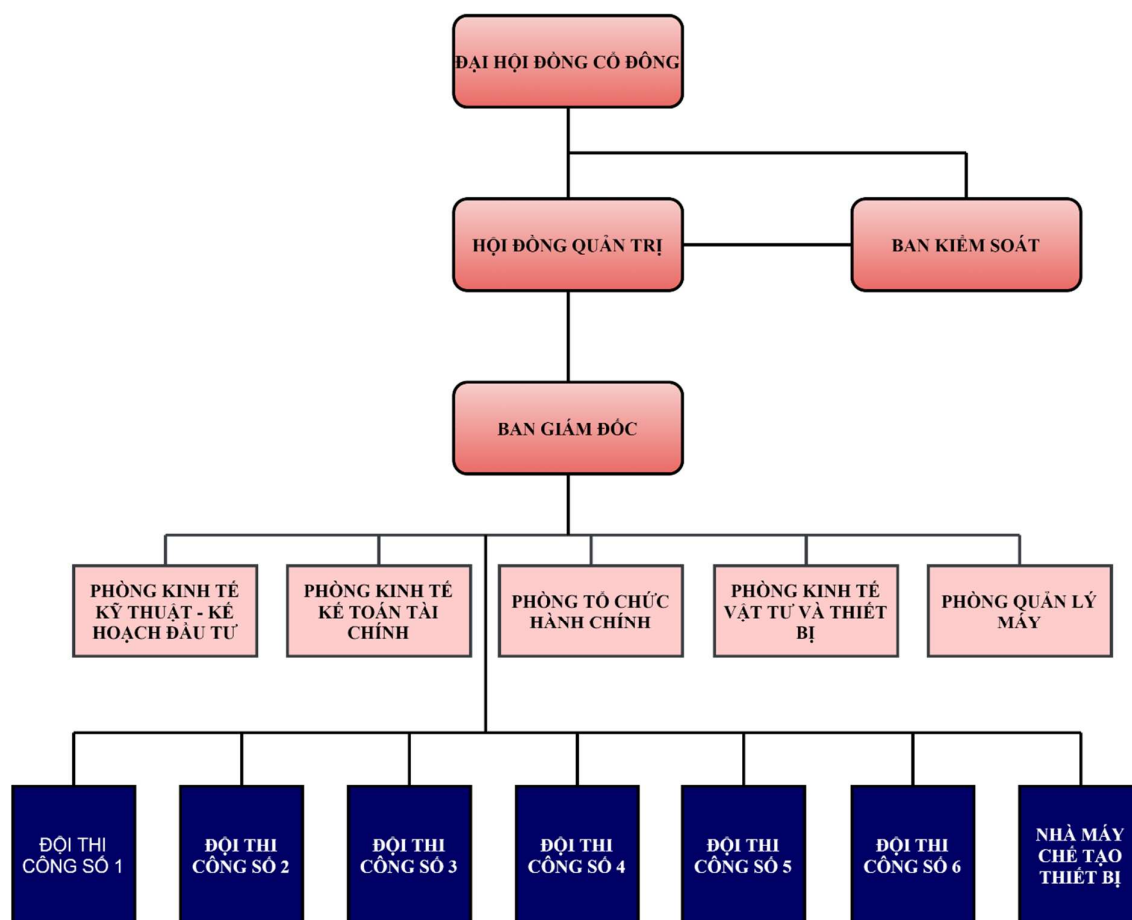 ĐẠI HỘI ĐỒNG CỔ ĐÔNG
HỘI ĐỒNG QUẢN TRỊ
BAN KIỂM SOÁT
BAN GIÁM ĐỐC
PHÒNG KINH TẾ
KỸ THUẬT - KẾ
HOẠCH ĐẦU TƯ
PHÒNG KINH TẾ
KẾ TOÁN TÀI
CHÍNH
PHÒNG TỔ CHỨC
HÀNH CHÍNH
PHÒNG KINH TẾ
VẬT TƯ VÀ THIẾT
BỊ
PHÒNG QUẢN LÝ
MÁY
ĐỘI THI
CÔNG SỐ 1
ĐỘI THI
CÔNG SỐ 2
ĐỘI THI
CÔNG SỐ 3
ĐỘI THI
CÔNG SỐ 4
ĐỘI THI
CÔNG SỐ 5
ĐỘI THI
CÔNG SỐ 6
NHÀ MÁY
CHẾ TẠO
THIẾT BỊ